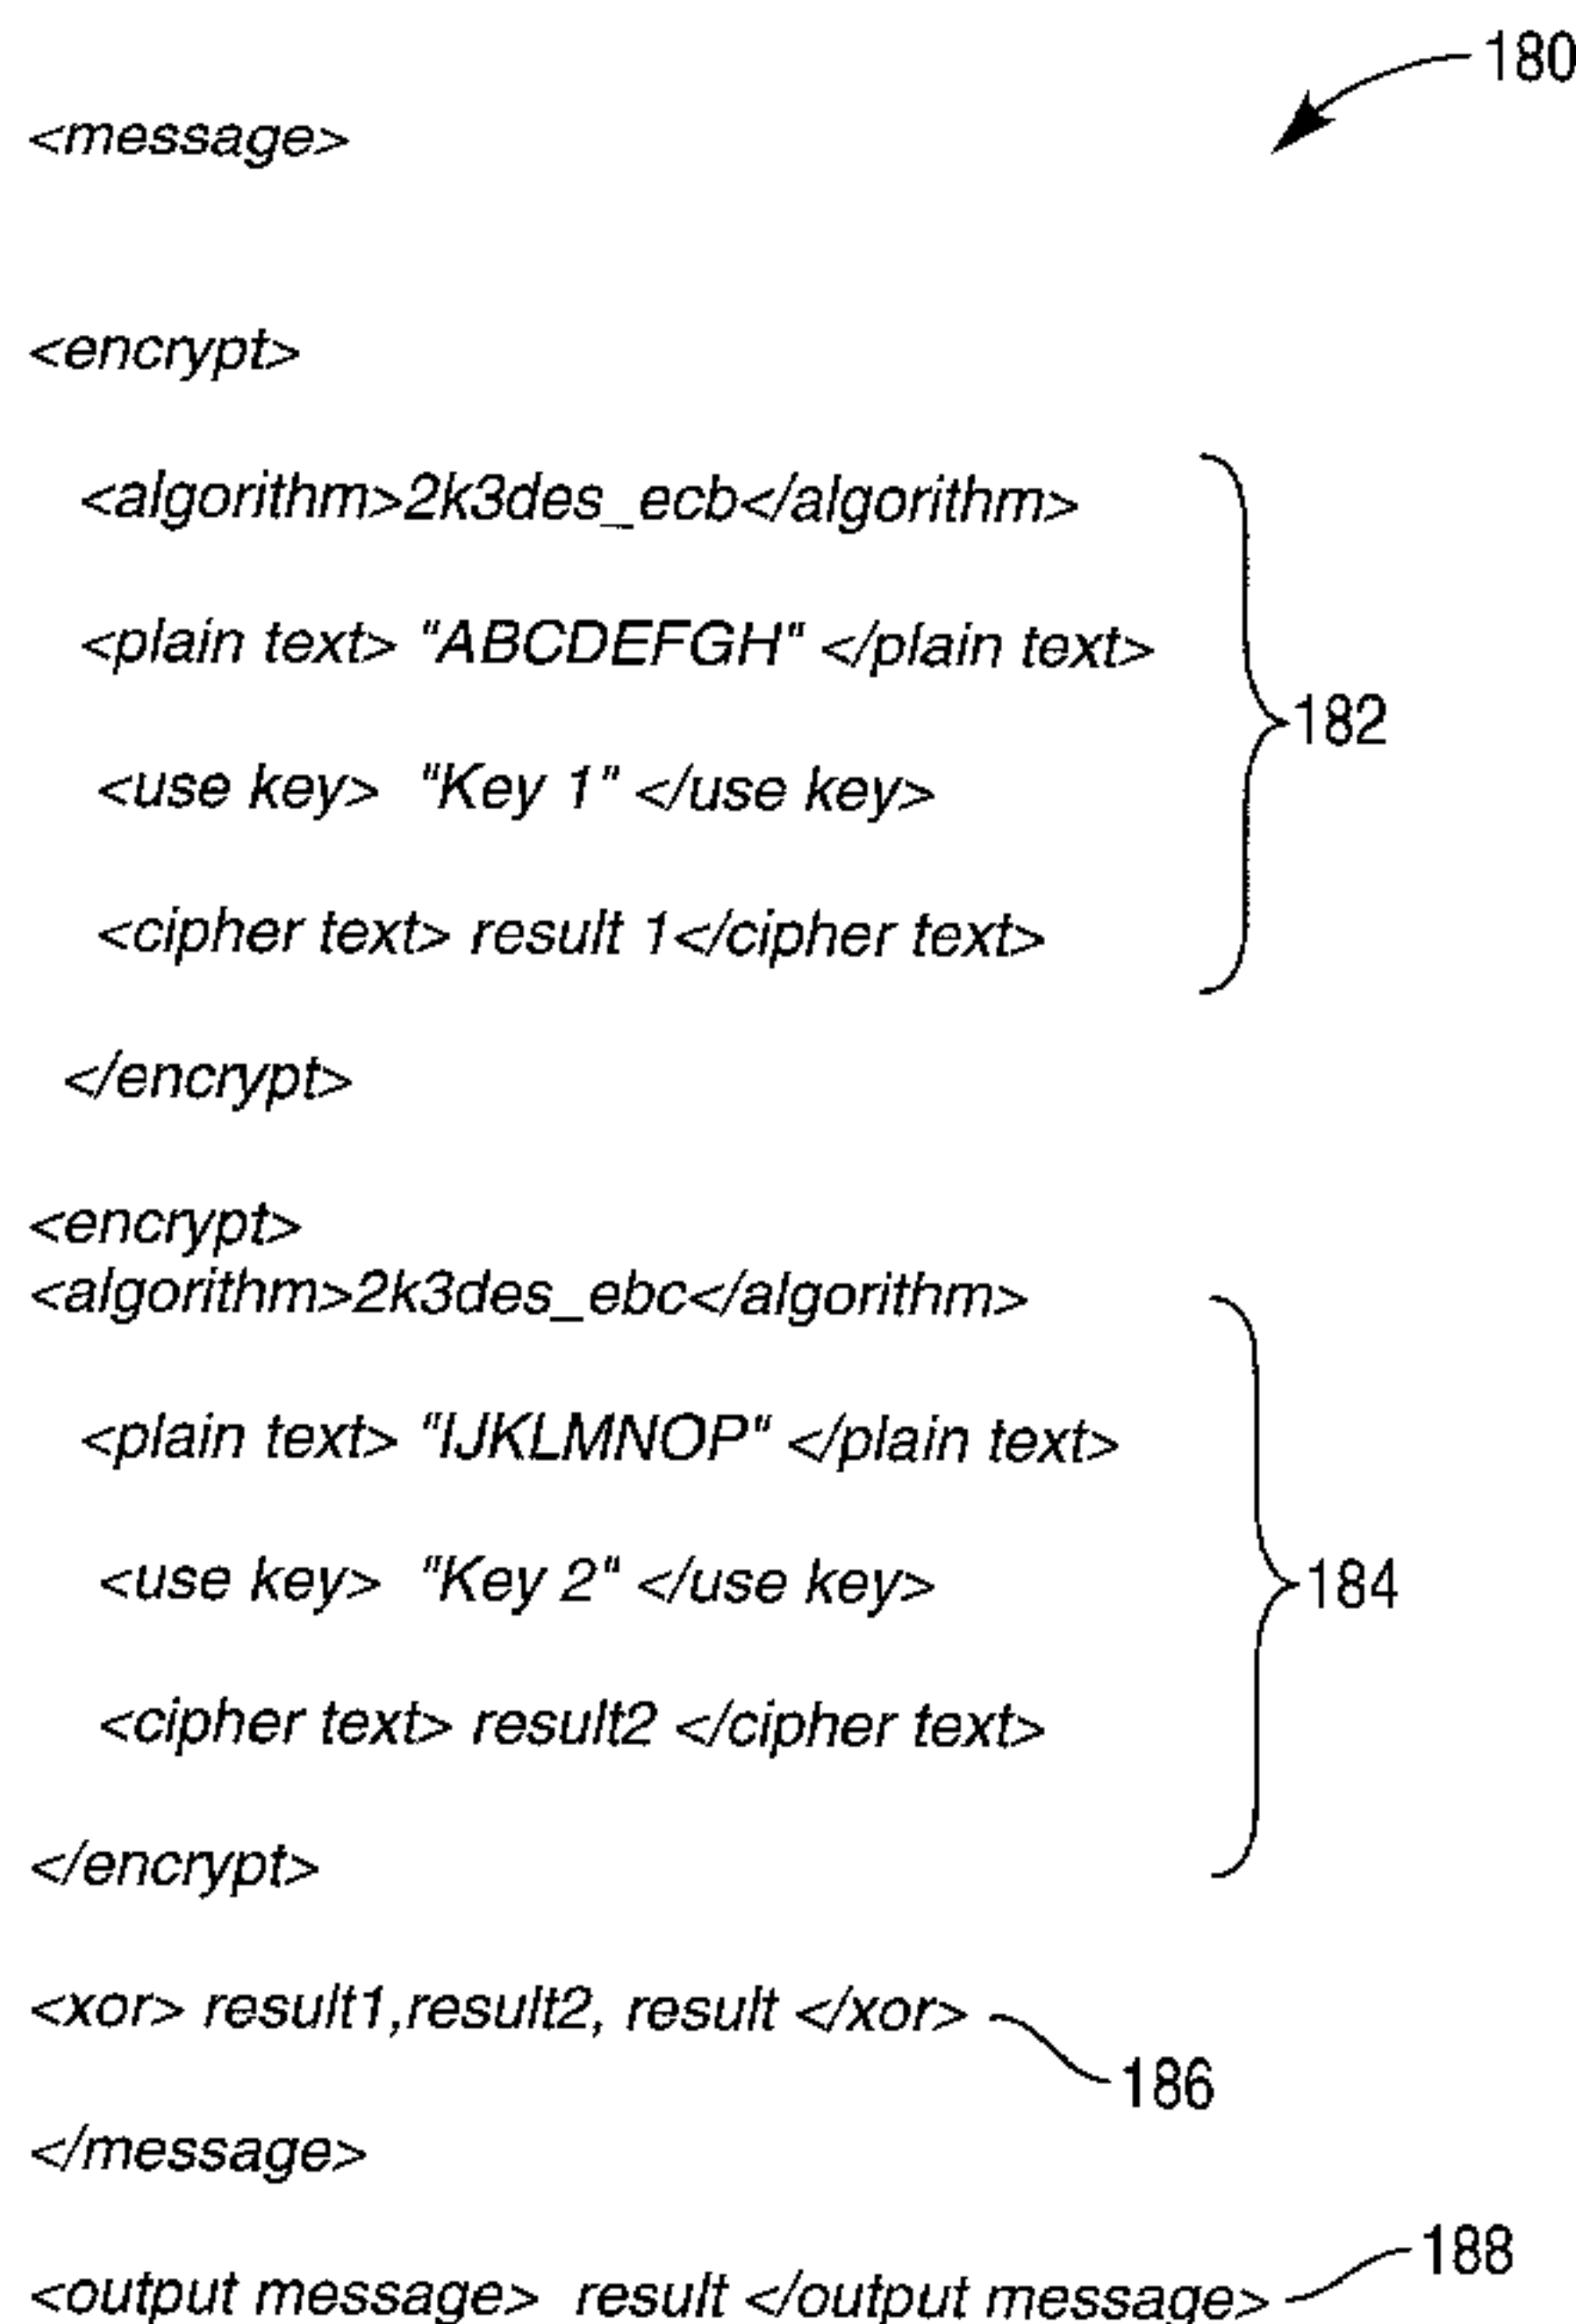 180
<message>
<encrypt>
<algorithm>2k3des_ecb</algorithm>
<plain text> "ABCDEFGH" </plain text>
182
<use key> "Key 1" </use key>
<cipher text> result 1</cipher text>
</encrypt>
<encrypt>
<algorithm>2k3des_ebc</algorithm>
<plain text> "IJKLMNOP" </plain text>
<use key> "Key 2" </use key>
184
<cipher text> result2 </cipher text>
</encrypt>
<xor> result1,result2, result </xor>
186
</message>
188
<output message> result </output message>